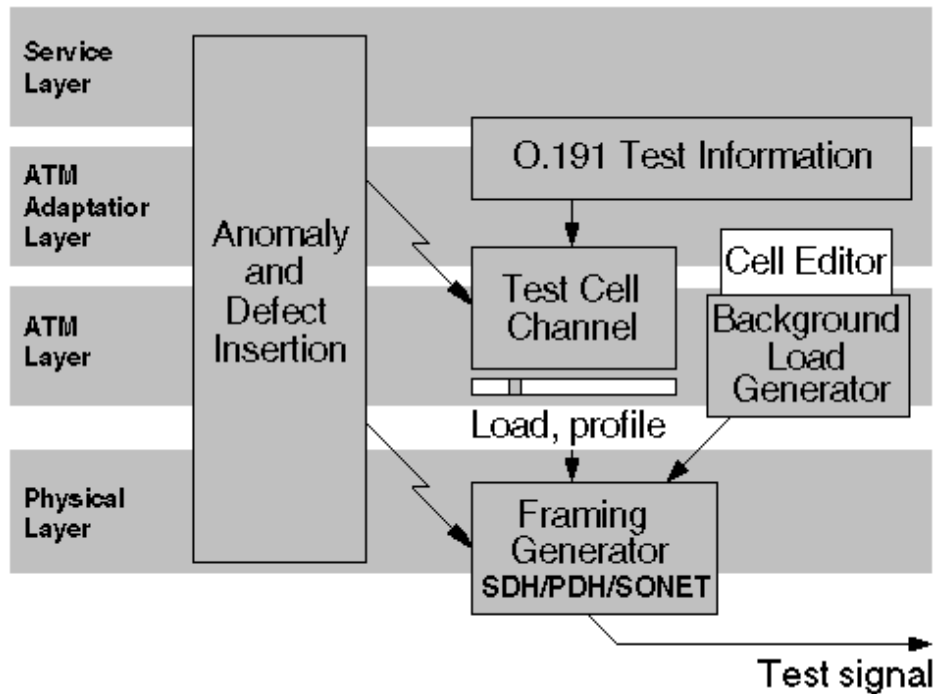 Service
Layer
O.191 Test Information
ATM
Adaptatior
Layer
Anomaly
and
Defect
Insertion
Cell Editor
Test Cell
Channel
Background
Load
Generator
ATM
Layer
Load, profile
Physical
Layer
Framing
Generator
SDH/PDH/SONET
Test signal